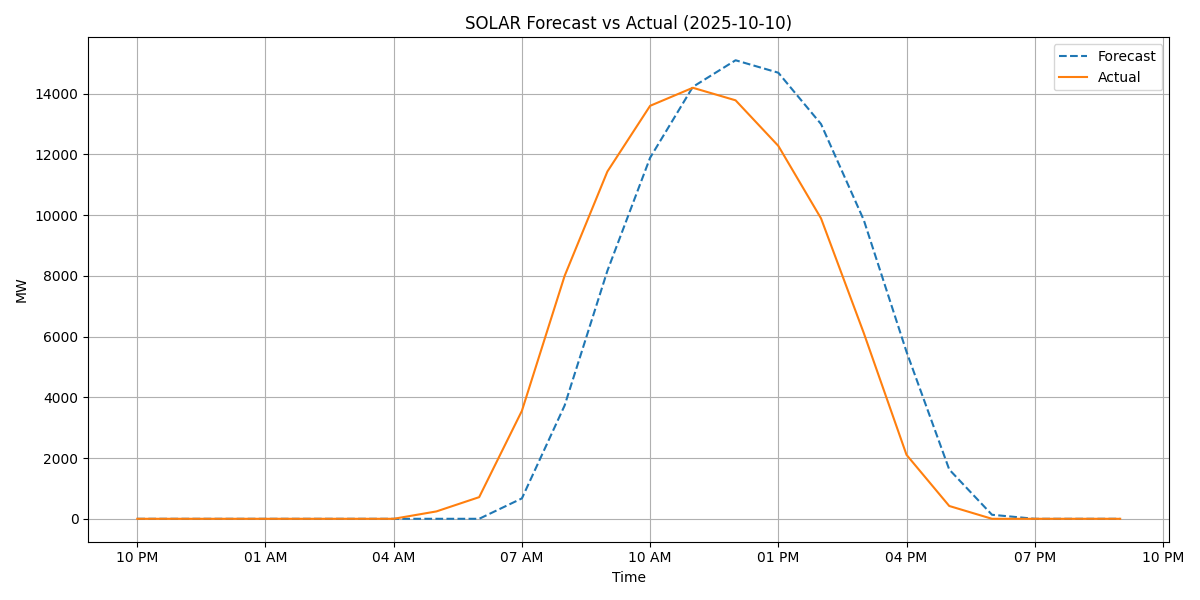 SOLAR Forecast vs Actual (2025-10-10)
Forecast
Actual
MW
14000
12000
10000
8000
6000
4000
2000
0
10 PM 01 AM 04 AM 07 AM 10 AM 01 PM 04 PM 07 PM 10 PM
Time